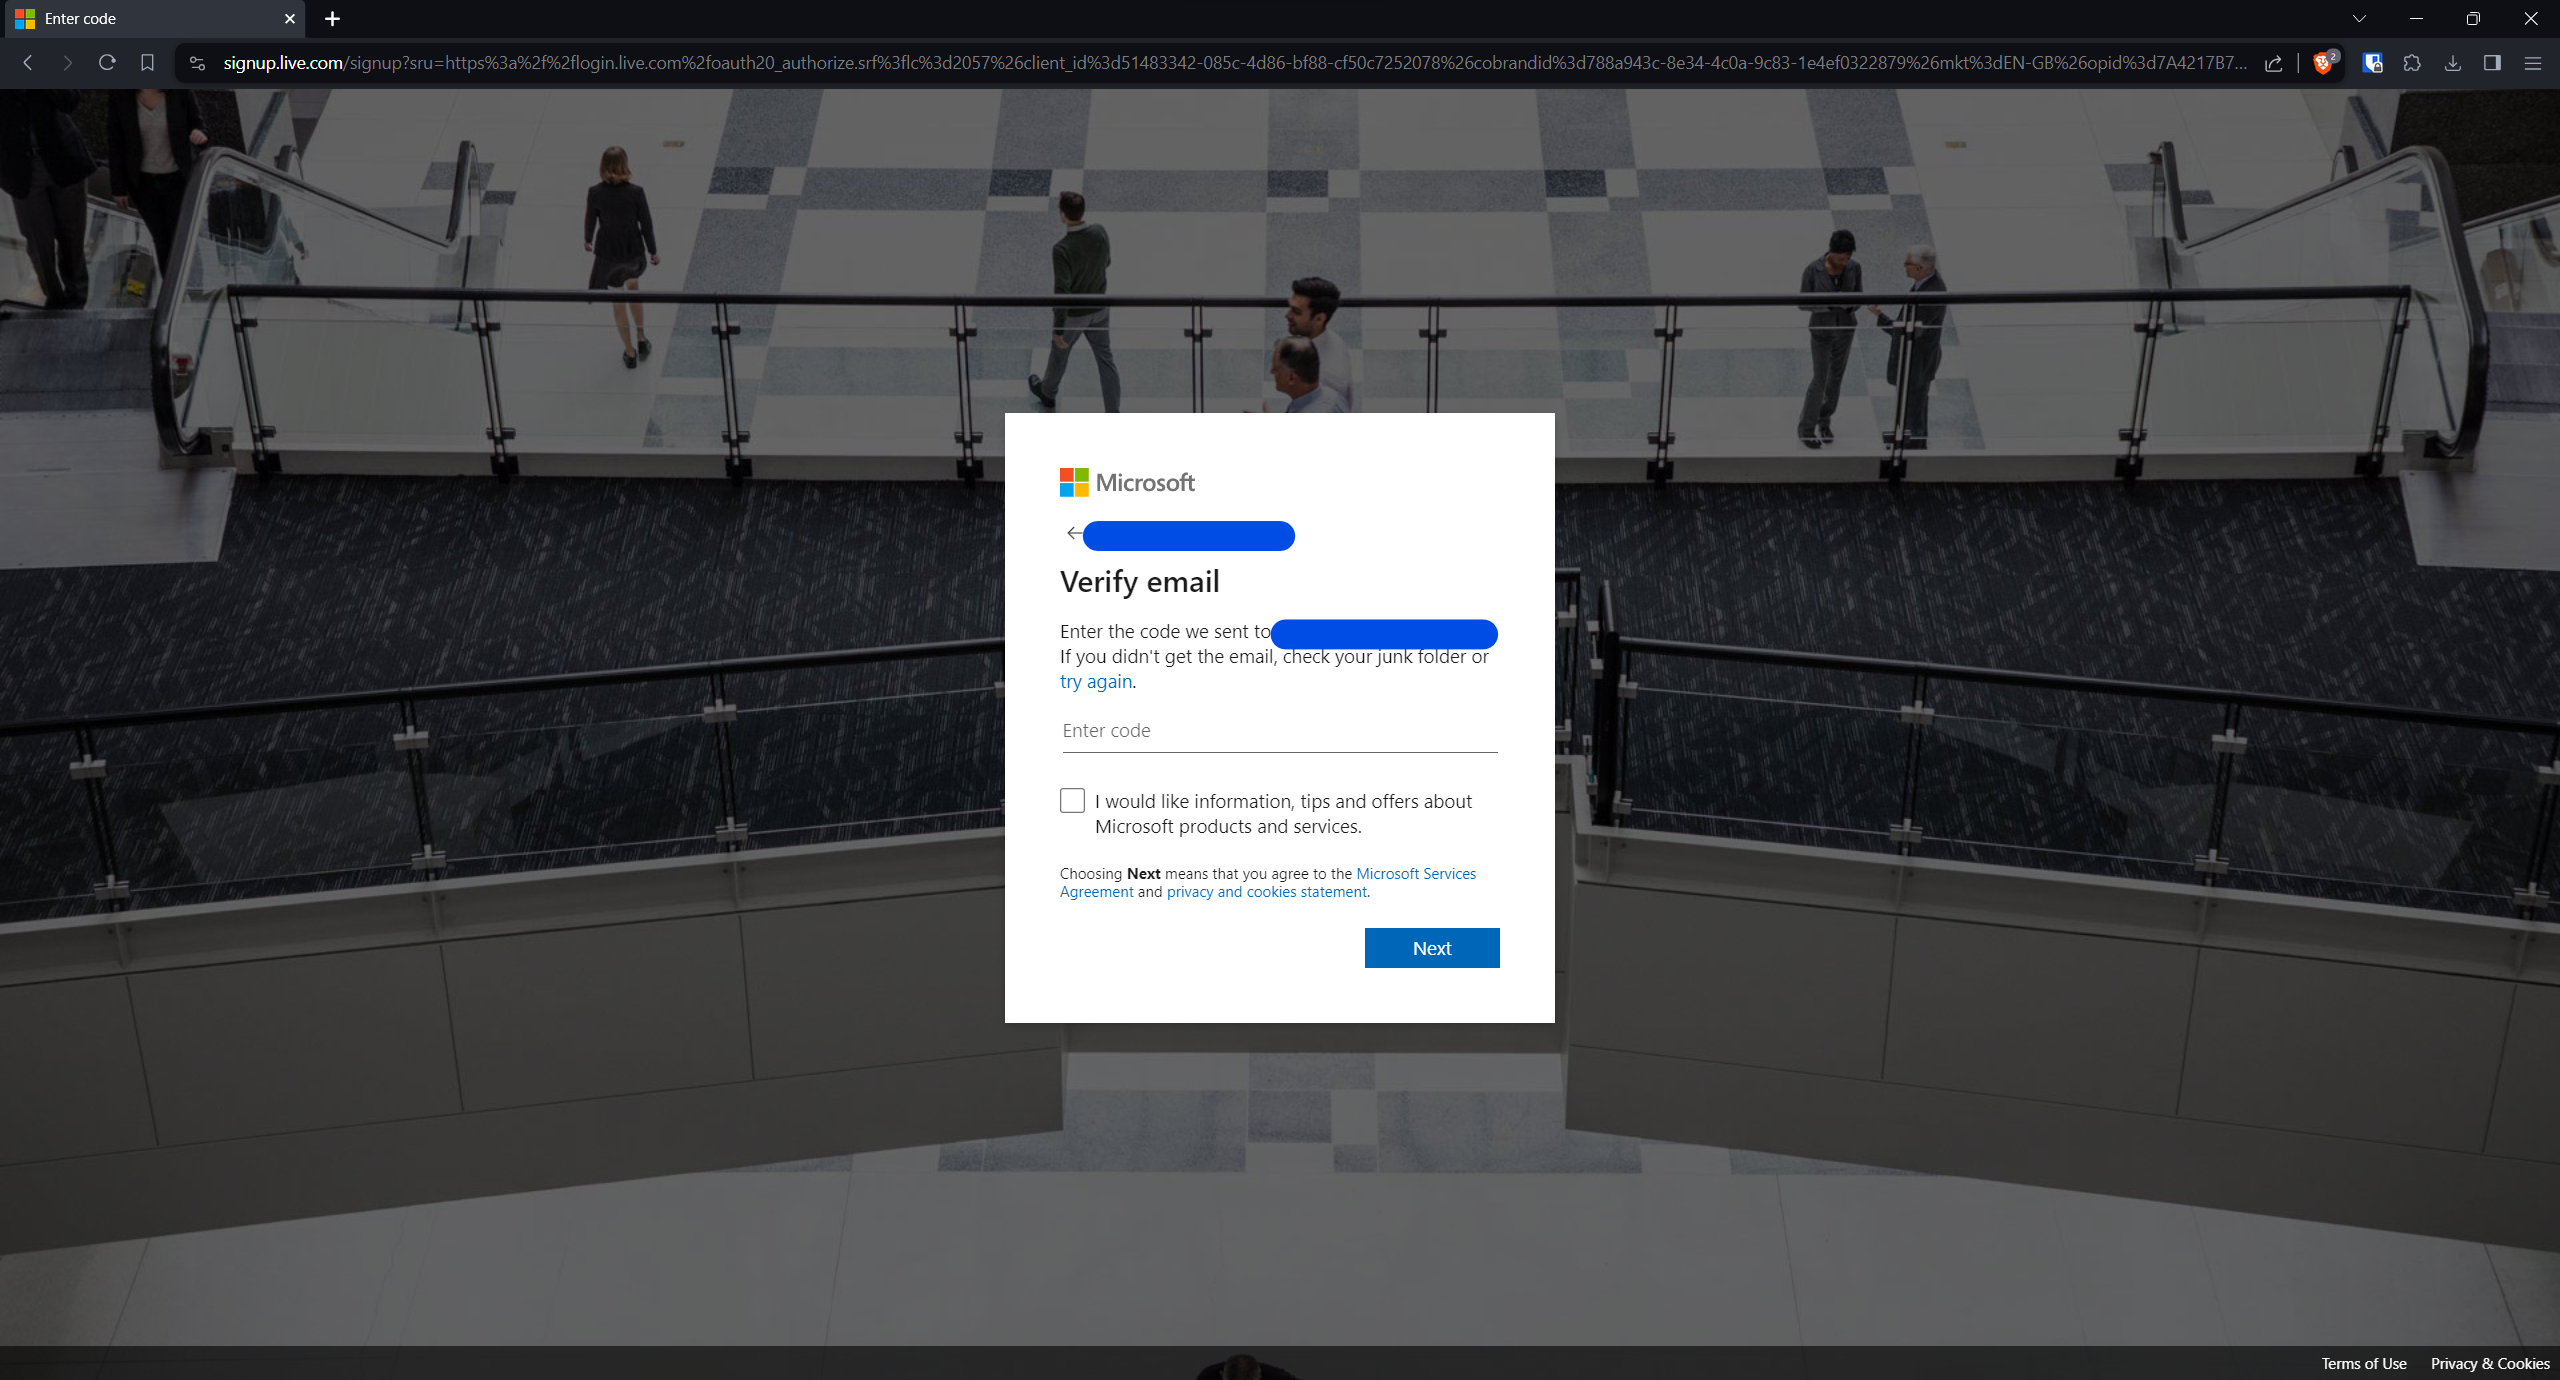 Enter code
signup.live.com/signup?sru=https%3a%2f%2flogin.live.com%2foauth20_authorize.srf%3flc%3d2057%26client_id%3d51483342-085c-4d86-bf88-cf50c7252078%26cobrandid%3d788a943c-8e34-4c0a-9c83-1e4ef0322879%26mkt%3dEN-GB%26opid%3d7A4217B7...
2
Microsoft
Verify email
Enter the code we sent to
If you didn't get the email, check your junk folder or
try again.
Enter code
I would like information, tips and offers about
Microsoft products and services.
Choosing Next means that you agree to the Microsoft Services
Agreement and privacy and cookies statement.
Next
Terms of Use Privacy & Cookies